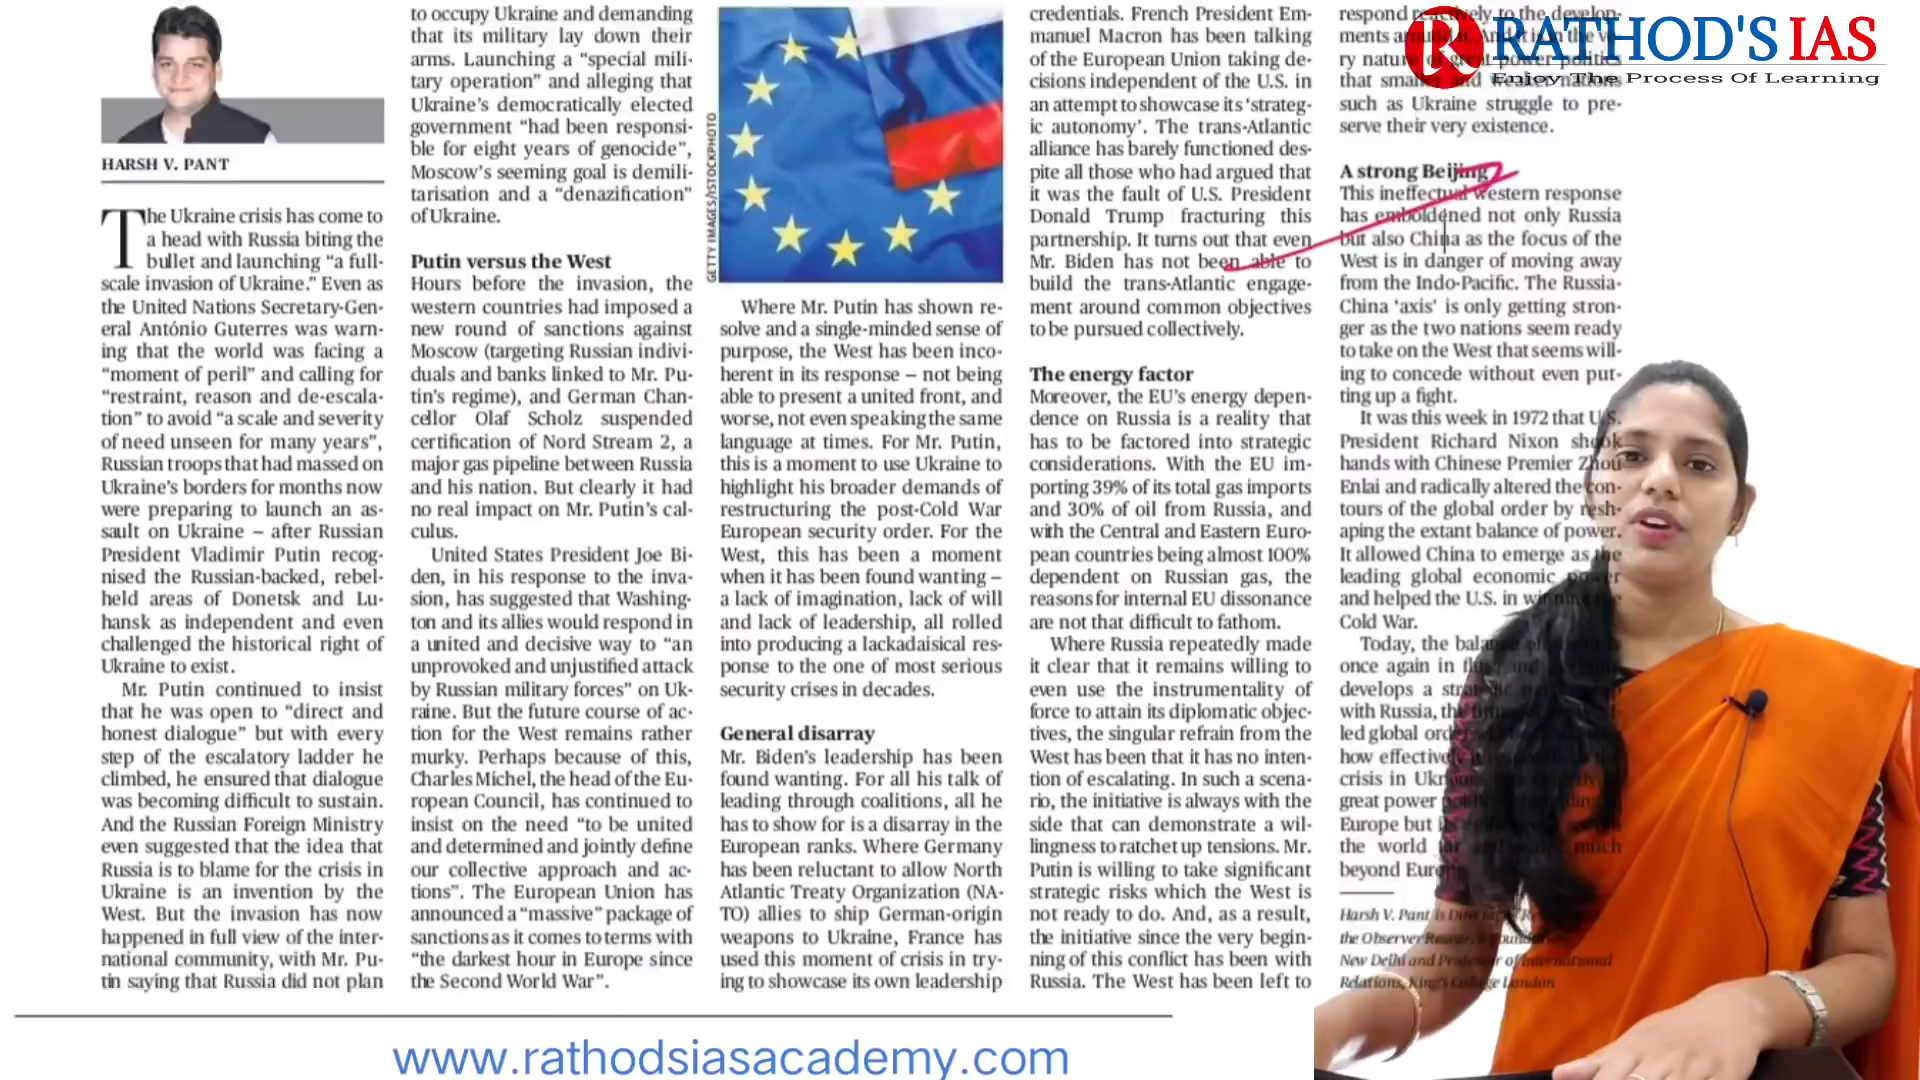 HARSH V. PANT
The Ukraine crisis has come to
a head with Russia biting the
bullet and launching “a full-
scale invasion of Ukraine.” Even as
the United Nations Secretary-Gen-
eral António Guterres was warn-
ing that the world was facing a
“moment of peril” and calling for
“restraint, reason and de-escala-
tion” to avoid “a scale and severity
of need unseen for many years”,
Russian troops that had massed on
Ukraine’s borders for months now
were preparing to launch an as-
sault on Ukraine – after Russian
President Vladimir Putin recog-
nised the Russian-backed, rebel-
held areas of Donetsk and Lu-
hansk as independent and even
challenged the historical right of
Ukraine to exist.
Mr. Putin continued to insist
that he was open to “direct and
honest dialogue” but with every
step of the escalatory ladder he
climbed, he ensured that dialogue
was becoming difficult to sustain.
And the Russian Foreign Ministry
even suggested that the idea that
Russia is to blame for the crisis in
Ukraine is an invention by the
West. But the invasion has now
happened in full view of the inter-
national community, with Mr. Pu-
tin saying that Russia did not plan
to occupy Ukraine and demanding
that its military lay down their
arms. Launching a “special mili-
tary operation” and alleging that
Ukraine’s democratically elected
government “had been responsi-
ble for eight years of genocide”,
Moscow’s seeming goal is demili-
tarisation and a “denazification”
of Ukraine.
Putin versus the West
Hours before the invasion, the
western countries had imposed a
new round of sanctions against
Moscow (targeting Russian indivi-
duals and banks linked to Mr. Pu-
tin’s regime), and German Chan-
cellor Olaf Scholz suspended
certification of Nord Stream 2, a
major gas pipeline between Russia
and his nation. But clearly it had
no real impact on Mr. Putin’s cal-
culus.
United States President Joe Bi-
den, in his response to the inva-
sion, has suggested that Washing-
ton and its allies would respond in
a united and decisive way to “an
unprovoked and unjustified attack
by Russian military forces” on Uk-
raine. But the future course of ac-
tion for the West remains rather
murky. Perhaps because of this,
Charles Michel, the head of the Eu-
ropean Council, has continued to
insist on the need “to be united
and determined and jointly define
our collective approach and ac-
tions”. The European Union has
announced a “massive” package of
sanctions as it comes to terms with
“the darkest hour in Europe since
the Second World War”.
GETTY IMAGES/ISTOCKPHOTO
Where Mr. Putin has shown re-
solve and a single-minded sense of
purpose, the West has been inco-
herent in its response – not being
able to present a united front, and
worse, not even speaking the same
language at times. For Mr. Putin,
this is a moment to use Ukraine to
highlight his broader demands of
restructuring the post-Cold War
European security order. For the
West, this has been a moment
when it has been found wanting –
a lack of imagination, lack of will
and lack of leadership, all rolled
into producing a lackadaisical res-
ponse to the one of most serious
security crises in decades.
General disarray
Mr. Biden’s leadership has been
found wanting. For all his talk of
leading through coalitions, all he
has to show for is a disarray in the
European ranks. Where Germany
has been reluctant to allow North
Atlantic Treaty Organization (NA-
TO) allies to ship German-origin
weapons to Ukraine, France has
used this moment of crisis in try-
ing to showcase its own leadership
credentials. French President Em-
manuel Macron has been talking
of the European Union taking de-
cisions independent of the U.S. in
an attempt to showcase its ‘strateg-
ic autonomy’. The trans-Atlantic
alliance has barely functioned des-
pite all those who had argued that
it was the fault of U.S. President
Donald Trump fracturing this
partnership. It turns out that even
Mr. Biden has not been able to
build the trans-Atlantic engage-
ment around common objectives
to be pursued collectively.
The energy factor
Moreover, the EU’s energy depen-
dence on Russia is a reality that
has to be factored into strategic
considerations. With the EU im-
porting 39% of its total gas imports
and 30% of oil from Russia, and
with the Central and Eastern Euro-
pean countries being almost 100%
dependent on Russian gas, the
reasons for internal EU dissonance
are not that difficult to fathom.
Where Russia repeatedly made
it clear that it remains willing to
even use the instrumentality of
force to attain its diplomatic objec-
tives, the singular refrain from the
West has been that it has no inten-
tion of escalating. In such a scena-
rio, the initiative is always with the
side that can demonstrate a wil-
lingness to ratchet up tensions. Mr.
Putin is willing to take significant
strategic risks which the West is
not ready to do. And, as a result,
the initiative since the very begin-
ning of this conflict has been with
Russia. The West has been left to
respond reactively to the develop-
ments around it. And it is in the ve-
ry nature of great power politics
that smaller and weaker nations
such as Ukraine struggle to pre-
serve their very existence.
A strong Beijing
This ineffectual western response
has emboldened not only Russia
but also China as the focus of the
West is in danger of moving away
from the Indo-Pacific. The Russia-
China ‘axis’ is only getting stron-
ger as the two nations seem ready
to take on the West that seems will-
ing to concede without even put-
ting up a fight.
It was this week in 1972 that U.S.
President Richard Nixon shook
hands with Chinese Premier Zhou
Enlai and radically altered the con-
tours of the global order by resh-
aping the extant balance of power.
It allowed China to emerge as the
leading global economic power
and helped the U.S. in winning the
Cold War.
Today, the balance
once again in flux
develops a strategic
with Russia, the
led global order
how effectively it
crisis in Ukraine
great power
Europe but
the world much
beyond Europe
Harsh V. Pant is
the Observer Research Foundation
New Delhi and Professor of International
Relations, King’s College London
RATHOD'S IAS
Enjoy The Process Of Learning
www.rathodsiasacademy.com